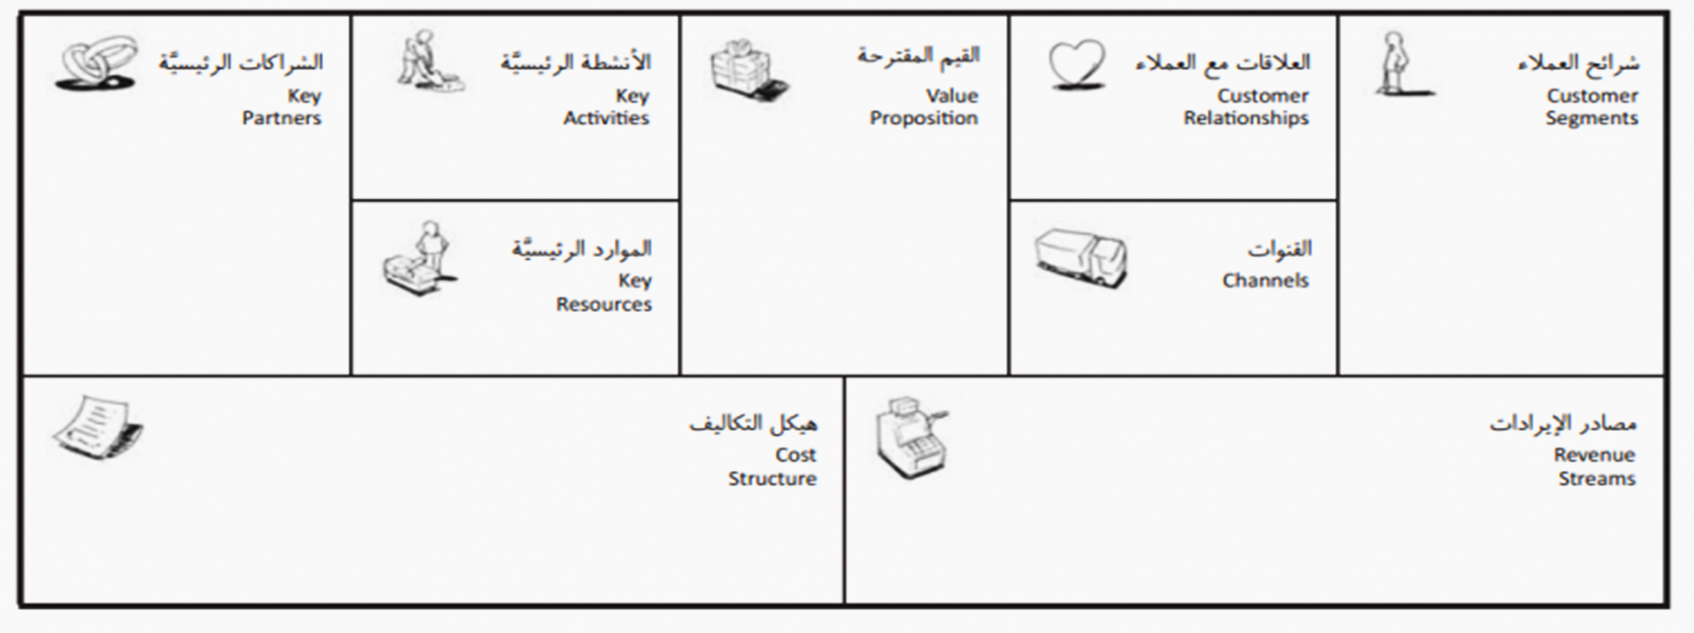 الشراكات الرئيسيَّة
Key
Partners
الأنشطة الرئيسيَّة
Key
Activities
الموارد الرئيسيَّة
Key
Resources
القيم المقترحة
Value
Proposition
العلاقات مع العملاء
Customer
Relationships
القنوات
Channels
شرائح العملاء
Customer
Segments
هيكل التكاليف
Cost
Structure
مصادر الإيرادات
Revenue
Streams